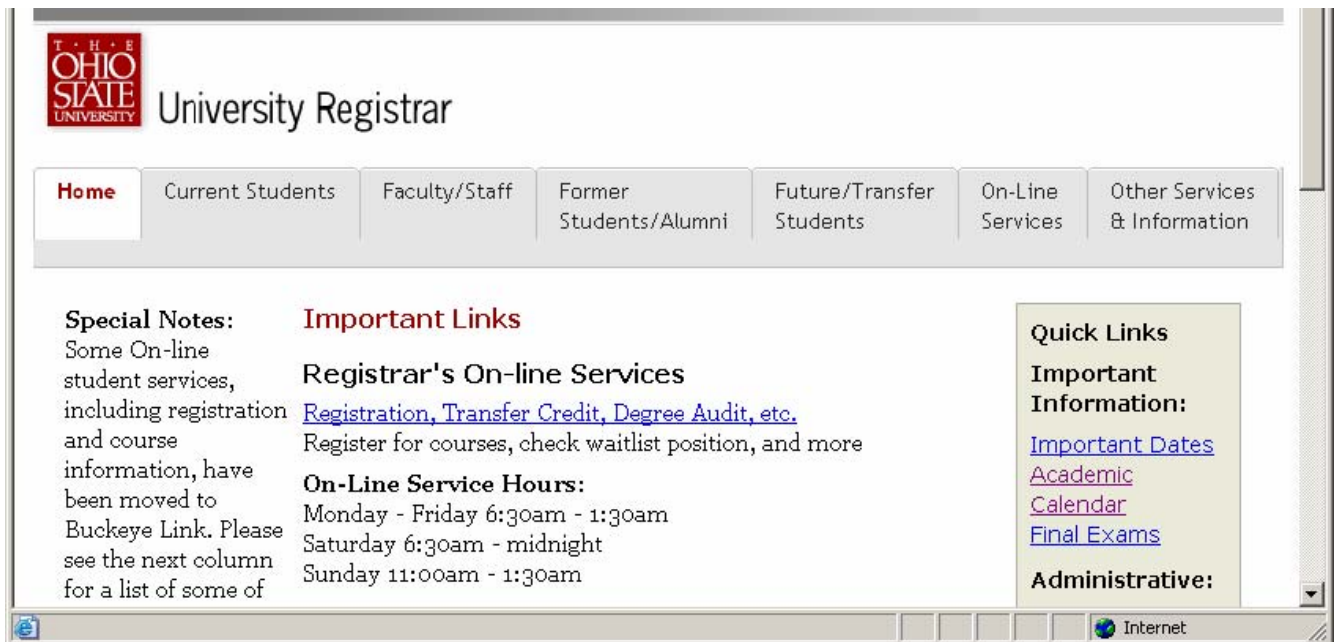 T · H · E
OHIO
STATE
UNIVERSITY
University Registrar
Home
Current Students
Faculty/Staff
Former
Students/Alumni
Future/Transfer
Students
On-Line
Services
Other Services
& Information
Special Notes:
Some On-line
student services,
including registration
and course
information, have
been moved to
Buckeye Link. Please
see the next column
for a list of some of
Important Links
Registrar's On-line Services
Registration, Transfer Credit, Degree Audit, etc.
Register for courses, check waitlist position, and more
On-Line Service Hours:
Monday - Friday 6:30am - 1:30am
Saturday 6:30am - midnight
Sunday 11:00am - 1:30am
Quick Links
Important
Information:
Important Dates
Academic
Calendar
Final Exams
Administrative:
Internet